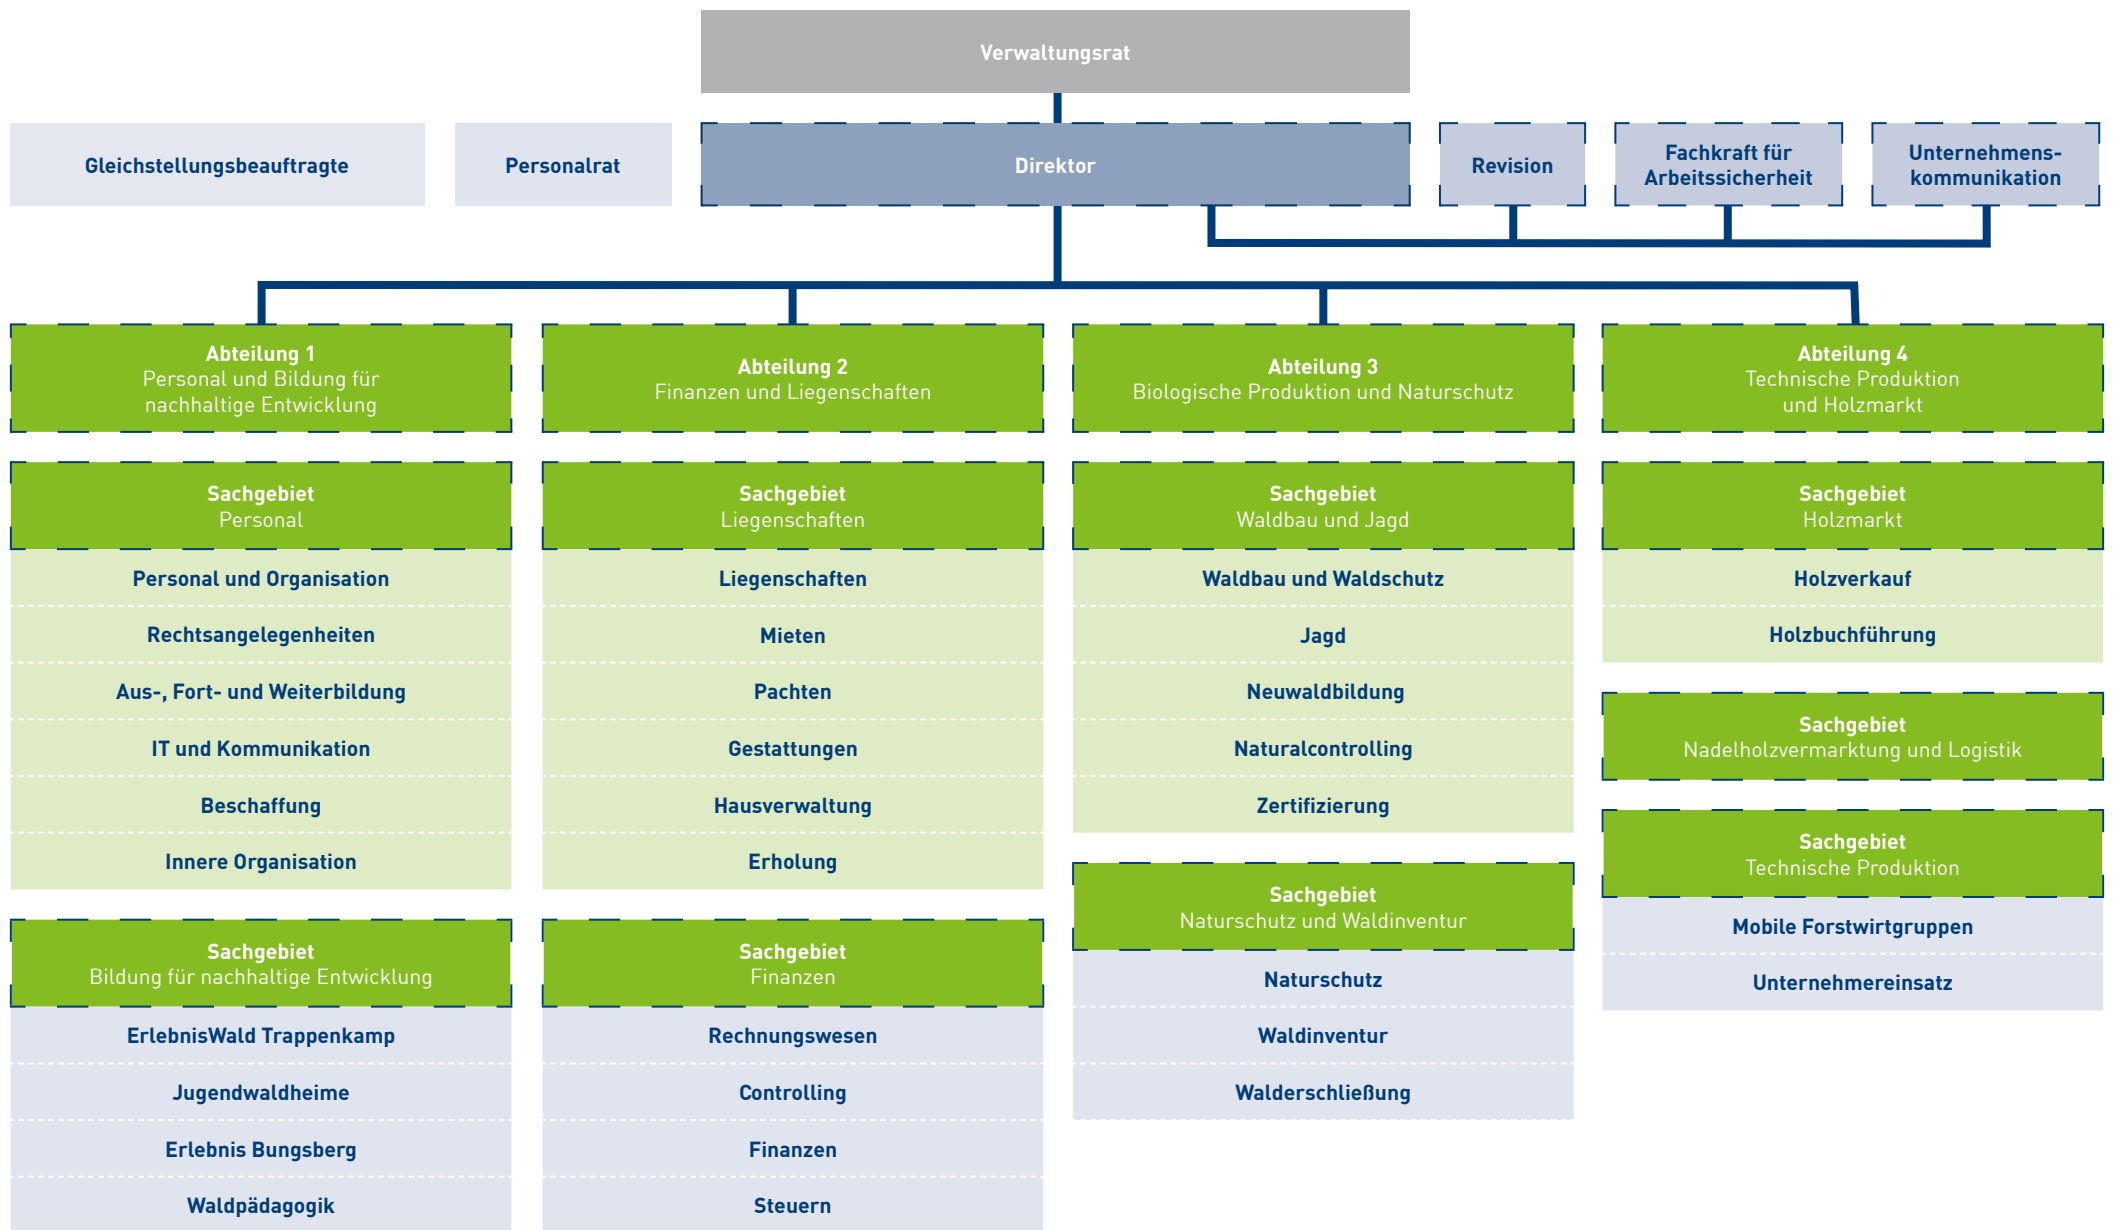 Verwaltungsrat
Gleichstellungsbeauftragte
Personalrat
Direktor
Revision
Fachkraft für
Arbeitssicherheit
Unternehmens-
kommunikation
Abteilung 1
Personal und Bildung für
nachhaltige Entwicklung
Sachgebiet
Personal
Personal und Organisation
Rechtsangelegenheiten
Aus-, Fort- und Weiterbildung
IT und Kommunikation
Beschaffung
Innere Organisation
Sachgebiet
Bildung für nachhaltige Entwicklung
ErlebnisWald Trappenkamp
Jugendwaldheime
Erlebnis Bungsberg
Waldpädagogik
Abteilung 2
Finanzen und Liegenschaften
Sachgebiet
Liegenschaften
Liegenschaften
Mieten
Pachten
Gestattungen
Hausverwaltung
Erholung
Sachgebiet
Finanzen
Rechnungswesen
Controlling
Finanzen
Steuern
Abteilung 3
Biologische Produktion und Naturschutz
Sachgebiet
Waldbau und Jagd
Waldbau und Waldschutz
Jagd
Neuwaldbildung
Naturalcontrolling
Zertifizierung
Sachgebiet
Naturschutz und Waldinventur
Naturschutz
Waldinventur
Walderschließung
Abteilung 4
Technische Produktion
und Holzmarkt
Sachgebiet
Holzmarkt
Holzverkauf
Holzbuchführung
Sachgebiet
Nadelholzvermarktung und Logistik
Sachgebiet
Technische Produktion
Mobile Forstwirtgruppen
Unternehmereinsatz